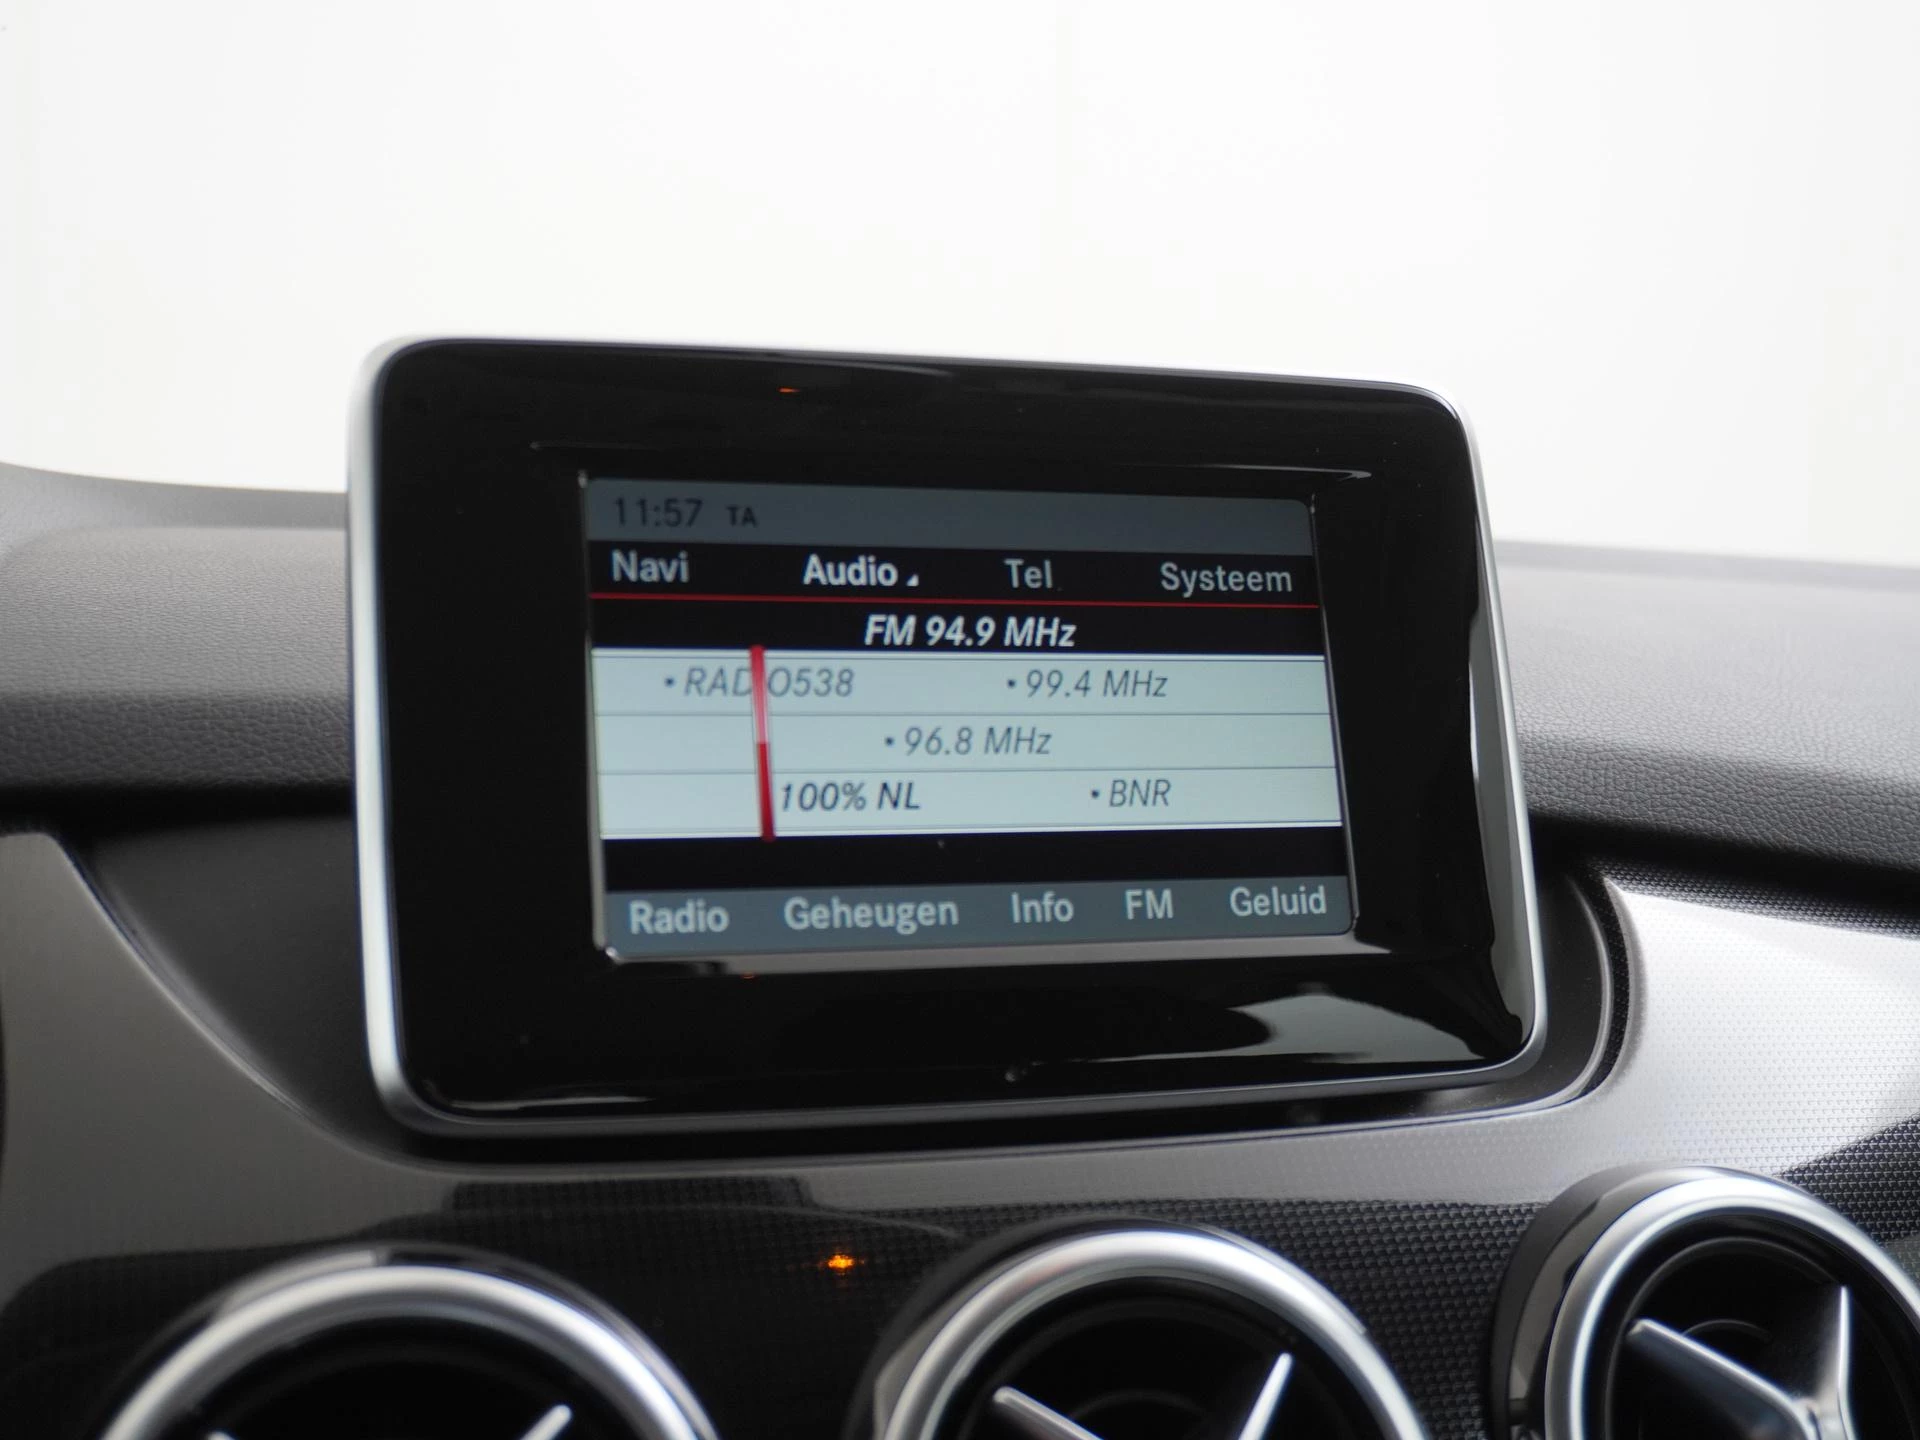 11:57 TA
Navi Audio Tel Systeem
FM 94.9 MHz
• RADIO538 • 99.4 MHz
• 96.8 MHz
100% NL • BNR
Radio Geheugen Info FM Geluid